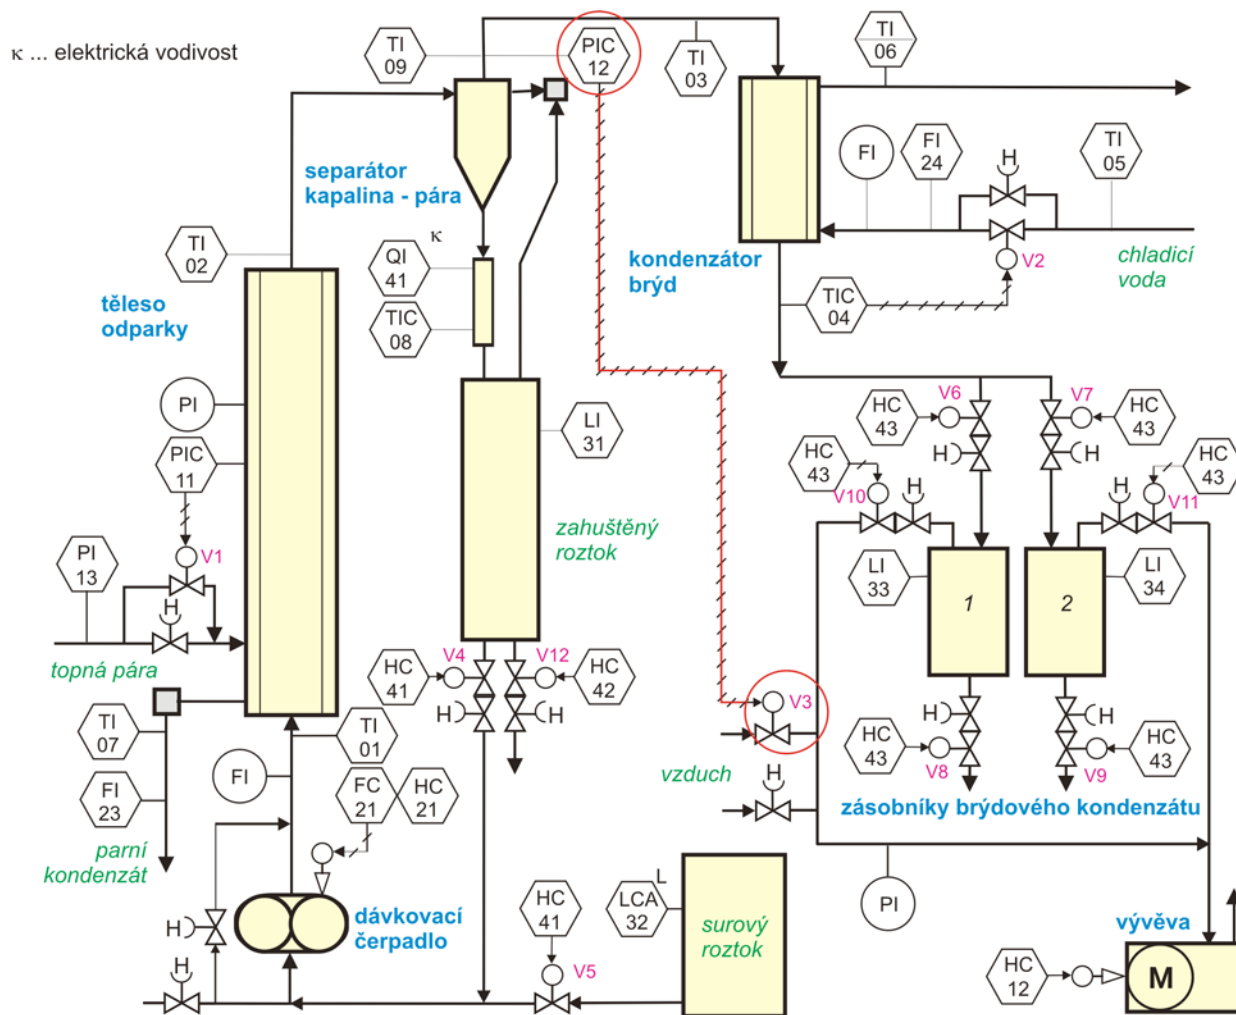 κ ... elektrická vodivost
TI
09
PIC
12
TI
03
TI
06
separátor
kapalina - pára
FI
FI
24
H
TI
05
κ
TI
02
QI
41
kondenzátor
brýd
V2
chladicí
voda
těleso
odparky
TIC
08
TIC
04
PI
PIC
11
LI
31
HC
43
V6
V7
HC
43
H
H
HC
43
V10
H
H
HC
43
V11
zahuštěný
roztok
V1
PI
13
H
LI
33
1
2
LI
34
topná pára
HC
41
V4
V12
HC
42
H
H
V3
H
H
TI
07
TI
01
HC
43
V8
V9
HC
43
FI
23
FI
FC
21
HC
21
vzduch
H
zásobníky brýdového kondenzátu
parní
kondenzát
PI
H
dávkovací
čerpadlo
HC
41
L
LCA
32
surový
roztok
vývěva
H
V5
HC
12
M